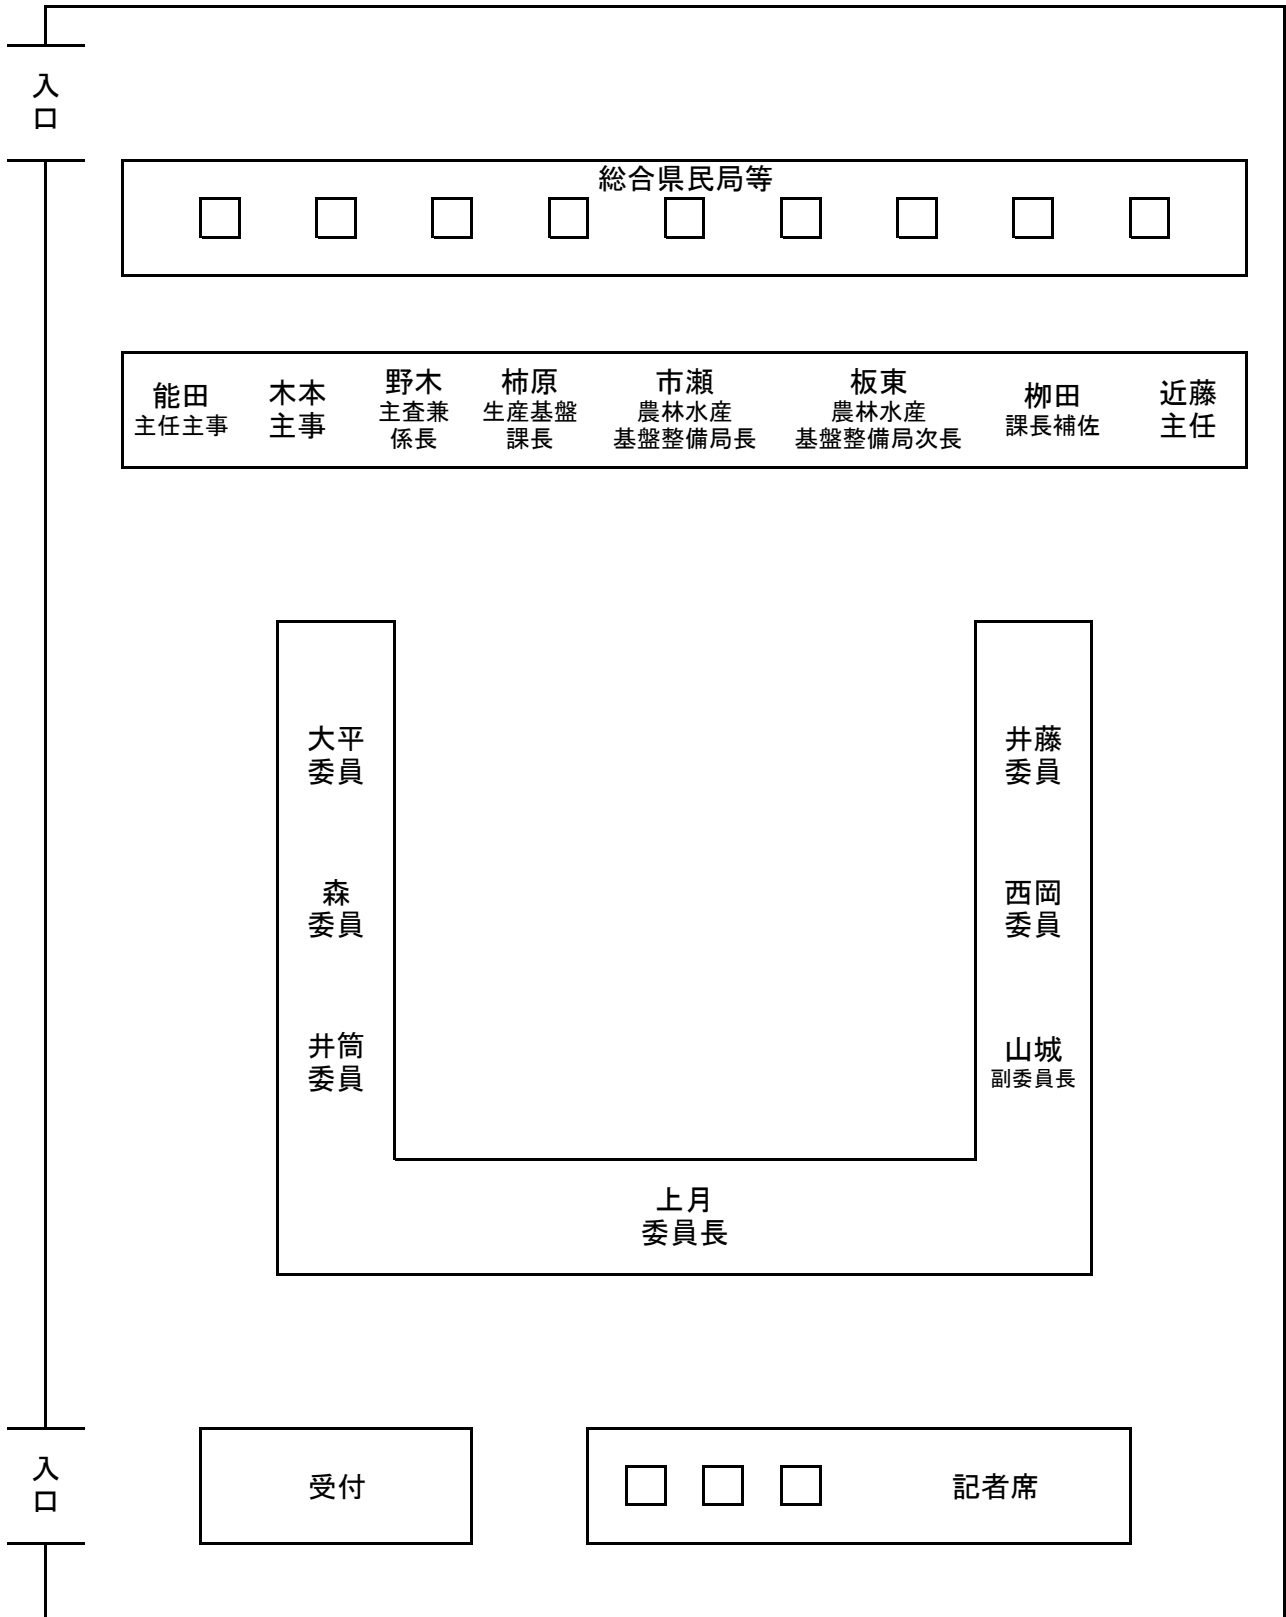 入
口
総合県民局等
能田
主任主事
木本
主事
野木
主査兼
係長
柿原
生産基盤
課長
市瀬
農林水産
基盤整備局長
板東
農林水産
基盤整備局次長
栁田
課長補佐
近藤
主任
大平
委員
井藤
委員
森
委員
西岡
委員
井筒
委員
山城
副委員長
上月
委員長
入
口
受付
記者席